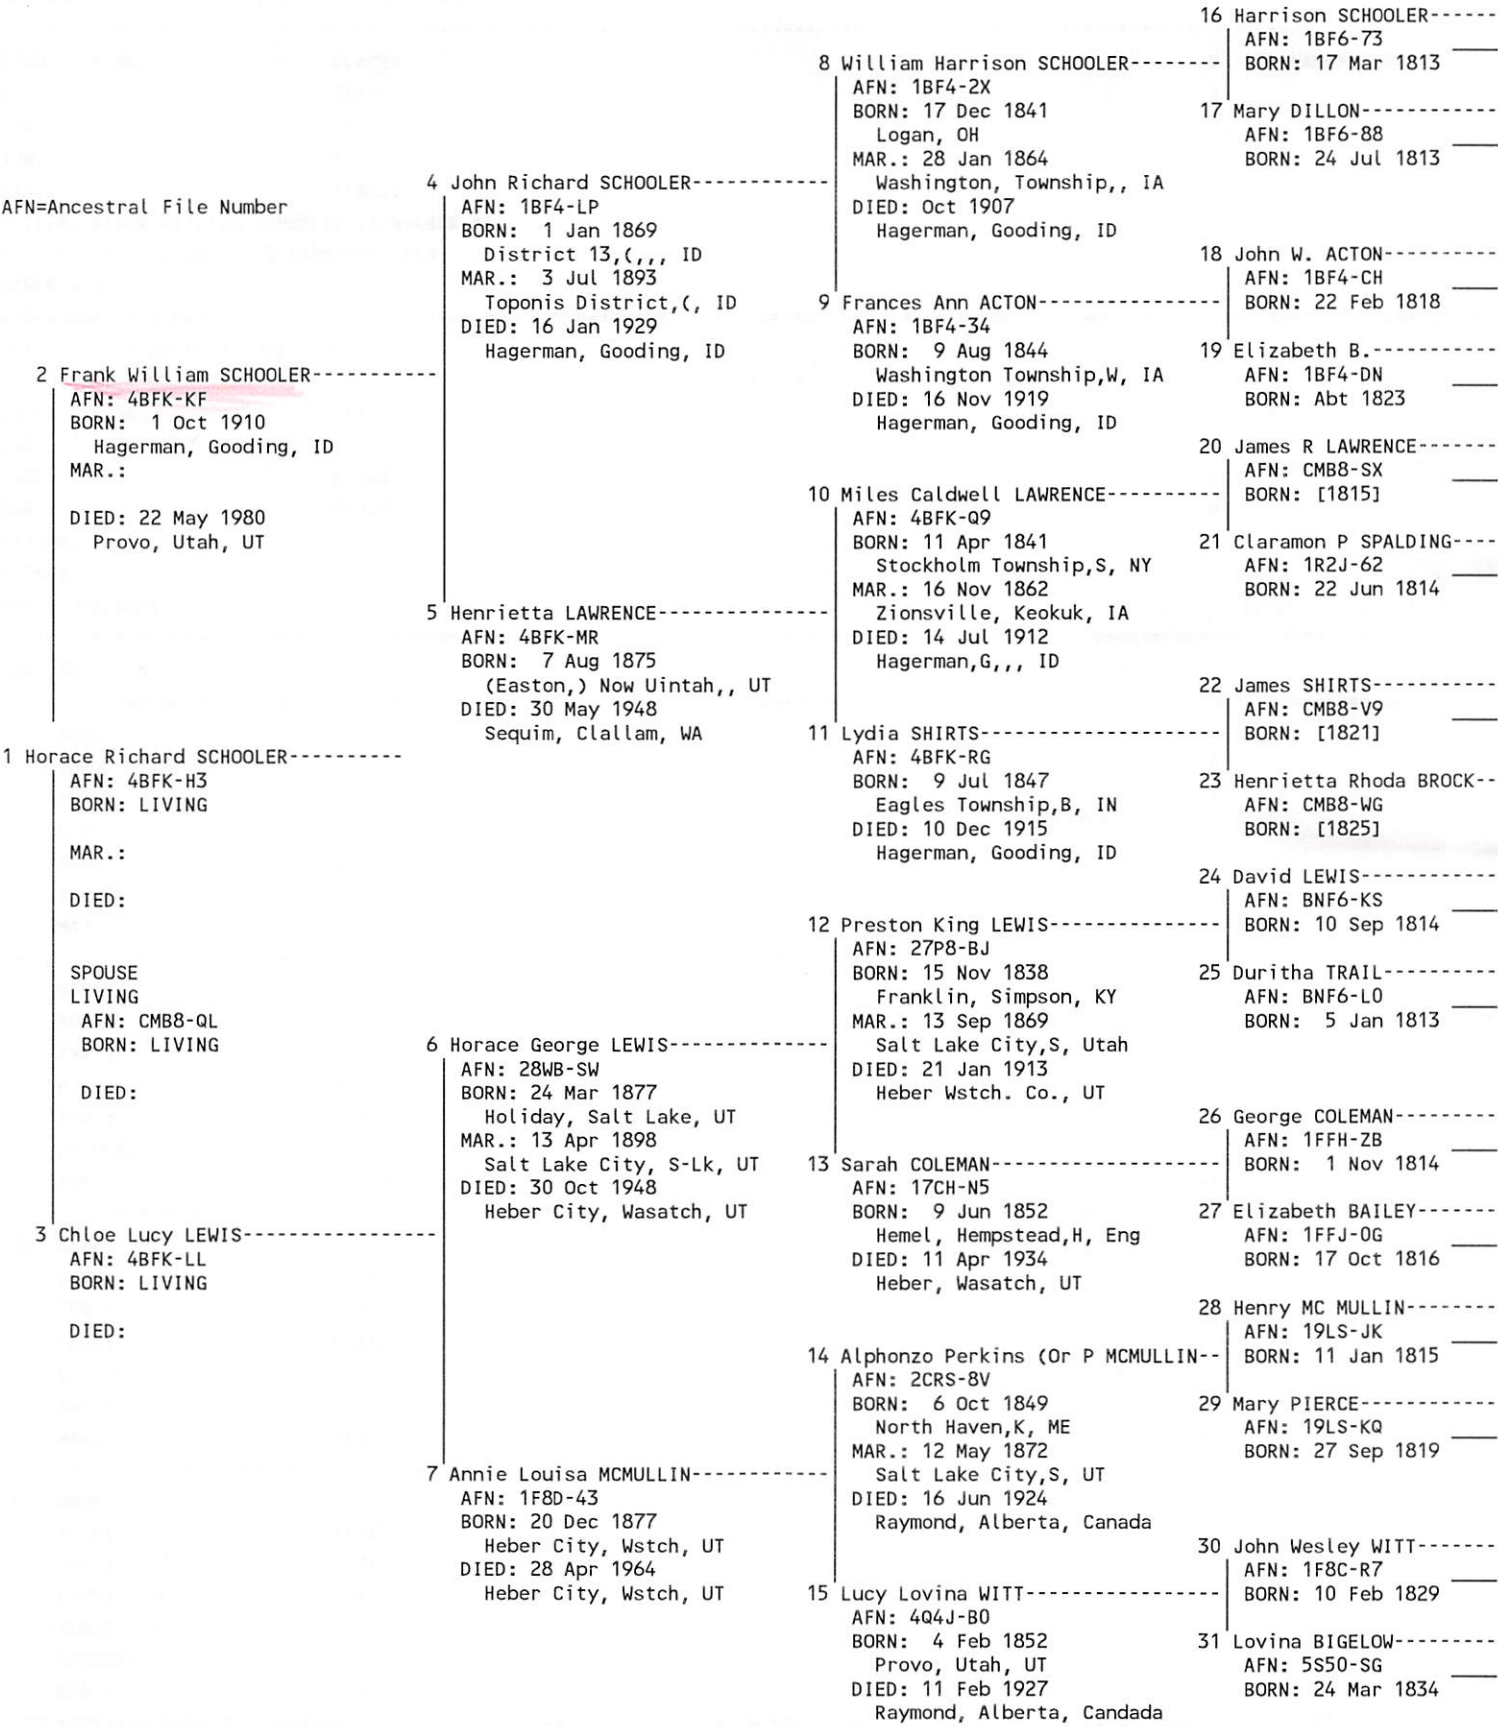 AFN=Ancestral File Number
1 Horace Richard SCHOOLER----------
AFN: 4BFK-H3
BORN: LIVING
MAR.:
DIED:
SPOUSE
LIVING
AFN: CMB8-QL
BORN: LIVING
DIED:
2 Frank William SCHOOLER-----------
AFN: 4BFK-KF
BORN: 1 Oct 1910
Hagerman, Gooding, ID
MAR.:
DIED: 22 May 1980
Provo, Utah, UT
3 Chloe Lucy LEWIS-----------------
AFN: 4BFK-LL
BORN: LIVING
DIED:
4 John Richard SCHOOLER------------
AFN: 1BF4-LP
BORN: 1 Jan 1869
District 13,(,,, ID
MAR.: 3 Jul 1893
Toponis District,(, ID
DIED: 16 Jan 1929
Hagerman, Gooding, ID
5 Henrietta LAWRENCE---------------
AFN: 4BFK-MR
BORN: 7 Aug 1875
(Easton,) Now Uintah,, UT
DIED: 30 May 1948
Sequim, Clallam, WA
6 Horace George LEWIS--------------
AFN: 28WB-SW
BORN: 24 Mar 1877
Holiday, Salt Lake, UT
MAR.: 13 Apr 1898
Salt Lake City, S-Lk, UT
DIED: 30 Oct 1948
Heber City, Wasatch, UT
7 Annie Louisa MCMULLIN------------
AFN: 1F8D-43
BORN: 20 Dec 1877
Heber City, Wstch, UT
DIED: 28 Apr 1964
Heber City, Wstch, UT
8 William Harrison SCHOOLER--------
AFN: 1BF4-2X
BORN: 17 Dec 1841
Logan, OH
MAR.: 28 Jan 1864
Washington, Township,, IA
DIED: Oct 1907
Hagerman, Gooding, ID
9 Frances Ann ACTON----------------
AFN: 1BF4-34
BORN: 9 Aug 1844
Washington Township,W, IA
DIED: 16 Nov 1919
Hagerman, Gooding, ID
10 Miles Caldwell LAWRENCE----------
AFN: 4BFK-Q9
BORN: 11 Apr 1841
Stockholm Township,S, NY
MAR.: 16 Nov 1862
Zionsville, Keokuk, IA
DIED: 14 Jul 1912
Hagerman,G,,, ID
11 Lydia SHIRTS---------------------
AFN: 4BFK-RG
BORN: 9 Jul 1847
Eagles Township,B, IN
DIED: 10 Dec 1915
Hagerman, Gooding, ID
12 Preston King LEWIS---------------
AFN: 27P8-BJ
BORN: 15 Nov 1838
Franklin, Simpson, KY
MAR.: 13 Sep 1869
Salt Lake City,S, Utah
DIED: 21 Jan 1913
Heber Wstch. Co., UT
13 Sarah COLEMAN--------------------
AFN: 17CH-N5
BORN: 9 Jun 1852
Hemel, Hempstead,H, Eng
DIED: 11 Apr 1934
Heber, Wasatch, UT
14 Alphonzo Perkins (Or P MCMULLIN--
AFN: 2CRS-8V
BORN: 6 Oct 1849
North Haven,K, ME
MAR.: 12 May 1872
Salt Lake City,S, UT
DIED: 16 Jun 1924
Raymond, Alberta, Canada
15 Lucy Lovina WITT-----------------
AFN: 4Q4J-B0
BORN: 4 Feb 1852
Provo, Utah, UT
DIED: 11 Feb 1927
Raymond, Alberta, Candada
16 Harrison SCHOOLER------
AFN: 1BF6-73
BORN: 17 Mar 1813
17 Mary DILLON------------
AFN: 1BF6-88
BORN: 24 Jul 1813
18 John W. ACTON----------
AFN: 1BF4-CH
BORN: 22 Feb 1818
19 Elizabeth B.-----------
AFN: 1BF4-DN
BORN: Abt 1823
20 James R LAWRENCE-------
AFN: CMB8-SX
BORN: [1815]
21 Claramon P SPALDING----
AFN: 1R2J-62
BORN: 22 Jun 1814
22 James SHIRTS-----------
AFN: CMB8-V9
BORN: [1821]
23 Henrietta Rhoda BROCK--
AFN: CMB8-WG
BORN: [1825]
24 David LEWIS------------
AFN: BNF6-KS
BORN: 10 Sep 1814
25 Duritha TRAIL----------
AFN: BNF6-L0
BORN: 5 Jan 1813
26 George COLEMAN---------
AFN: 1FFH-ZB
BORN: 1 Nov 1814
27 Elizabeth BAILEY-------
AFN: 1FFJ-0G
BORN: 17 Oct 1816
28 Henry MC MULLIN--------
AFN: 19LS-JK
BORN: 11 Jan 1815
29 Mary PIERCE------------
AFN: 19LS-KQ
BORN: 27 Sep 1819
30 John Wesley WITT-------
AFN: 1F8C-R7
BORN: 10 Feb 1829
31 Lovina BIGELOW---------
AFN: 5S50-SG
BORN: 24 Mar 1834